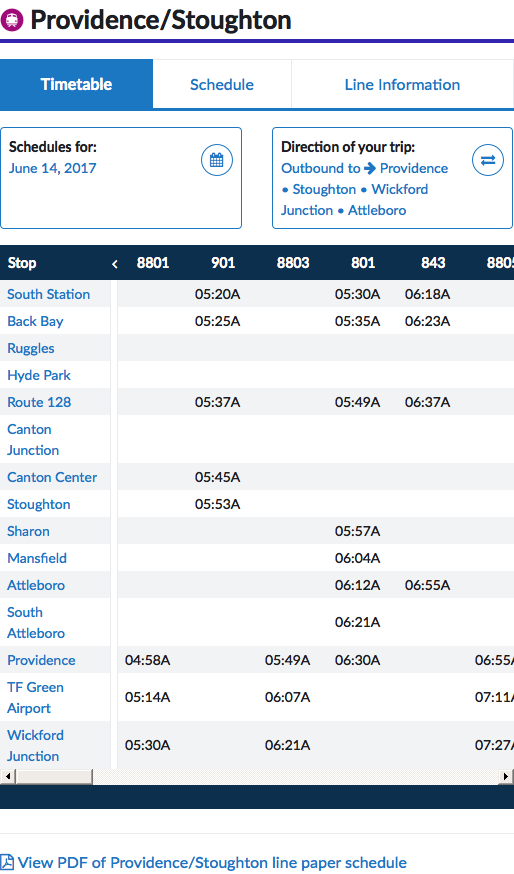 Providence/Stoughton
Timetable Schedule Line Information
Schedules for:
June 14, 2017
Direction of your trip:
Outbound to → Providence
• Stoughton • Wickford
Junction • Attleboro
Stop < 8801 901 8803 801 843 8805
South Station 05:20A 05:30A 06:18A
Back Bay 05:25A 05:35A 06:23A
Ruggles
Hyde Park
Route 128 05:37A 05:49A 06:37A
Canton
Junction
Canton Center 05:45A
Stoughton 05:53A
Sharon 05:57A
Mansfield 06:04A
Attleboro 06:12A 06:55A
South
Attleboro 06:21A
Providence 04:58A 05:49A 06:30A 06:55A
TF Green
Airport 05:14A 06:07A 07:11A
Wickford
Junction 05:30A 06:21A 07:27A
View PDF of Providence/Stoughton line paper schedule